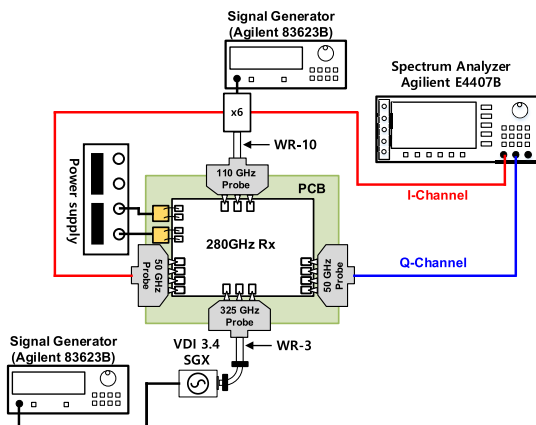 Signal Generator
(Agilent 83623B)
Spectrum Analyzer
Agilient E4407B
x6
WR-10
Power supply
110 GHz
Probe
PCB
I-Channel
280GHz Rx
50 GHz
Probe
50 GHz
Probe
Q-Channel
325 GHz
Probe
Signal Generator
(Agilent 83623B)
VDI 3.4
SGX
WR-3